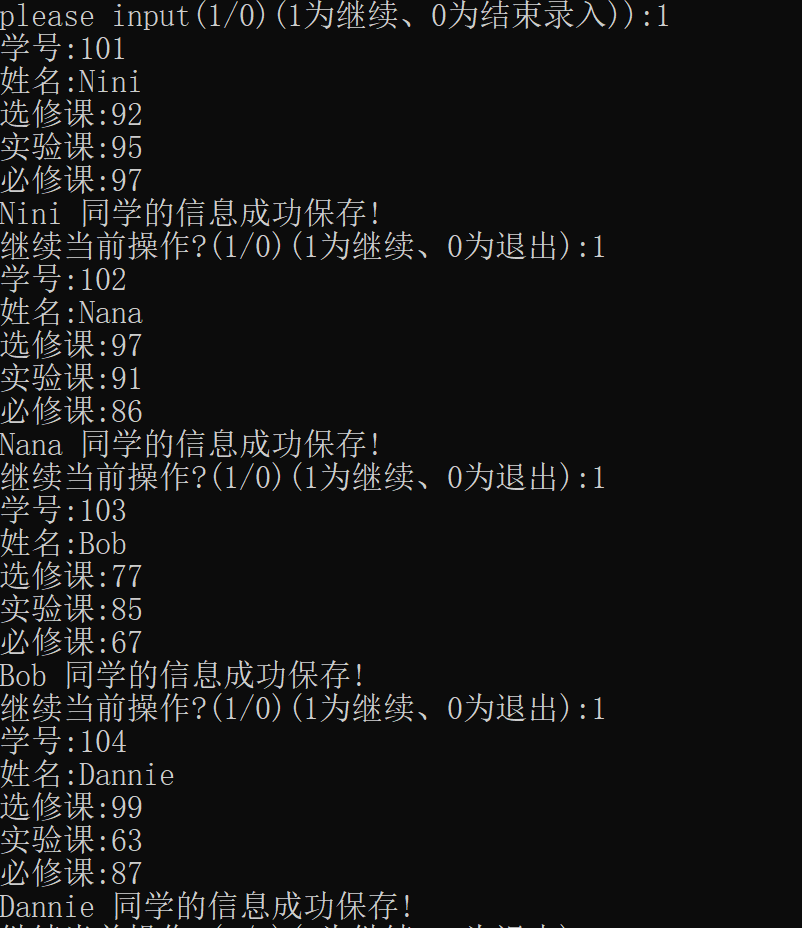 please input(1/0)(1为继续、0为结束录入)):1
学号:101
姓名:Nini
选修课:92
实验课:95
必修课:97
Nini 同学的信息成功保存!
继续当前操作?(1/0)(1为继续、0为退出):1
学号:102
姓名:Nana
选修课:97
实验课:91
必修课:86
Nana 同学的信息成功保存!
继续当前操作?(1/0)(1为继续、0为退出):1
学号:103
姓名:Bob
选修课:77
实验课:85
必修课:67
Bob 同学的信息成功保存!
继续当前操作?(1/0)(1为继续、0为退出):1
学号:104
姓名:Dannie
选修课:99
实验课:63
必修课:87
Dannie 同学的信息成功保存!